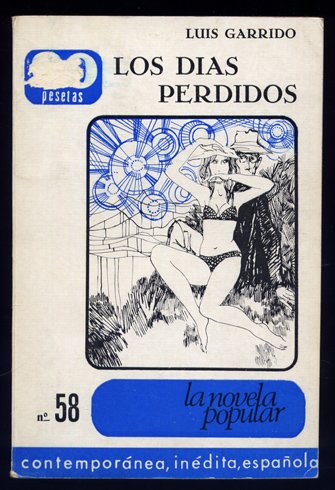 LUIS GARRIDO
pesetas
LOS DIAS
PERDIDOS
nº 58
la novela
popular
contemporánea, inédita, española